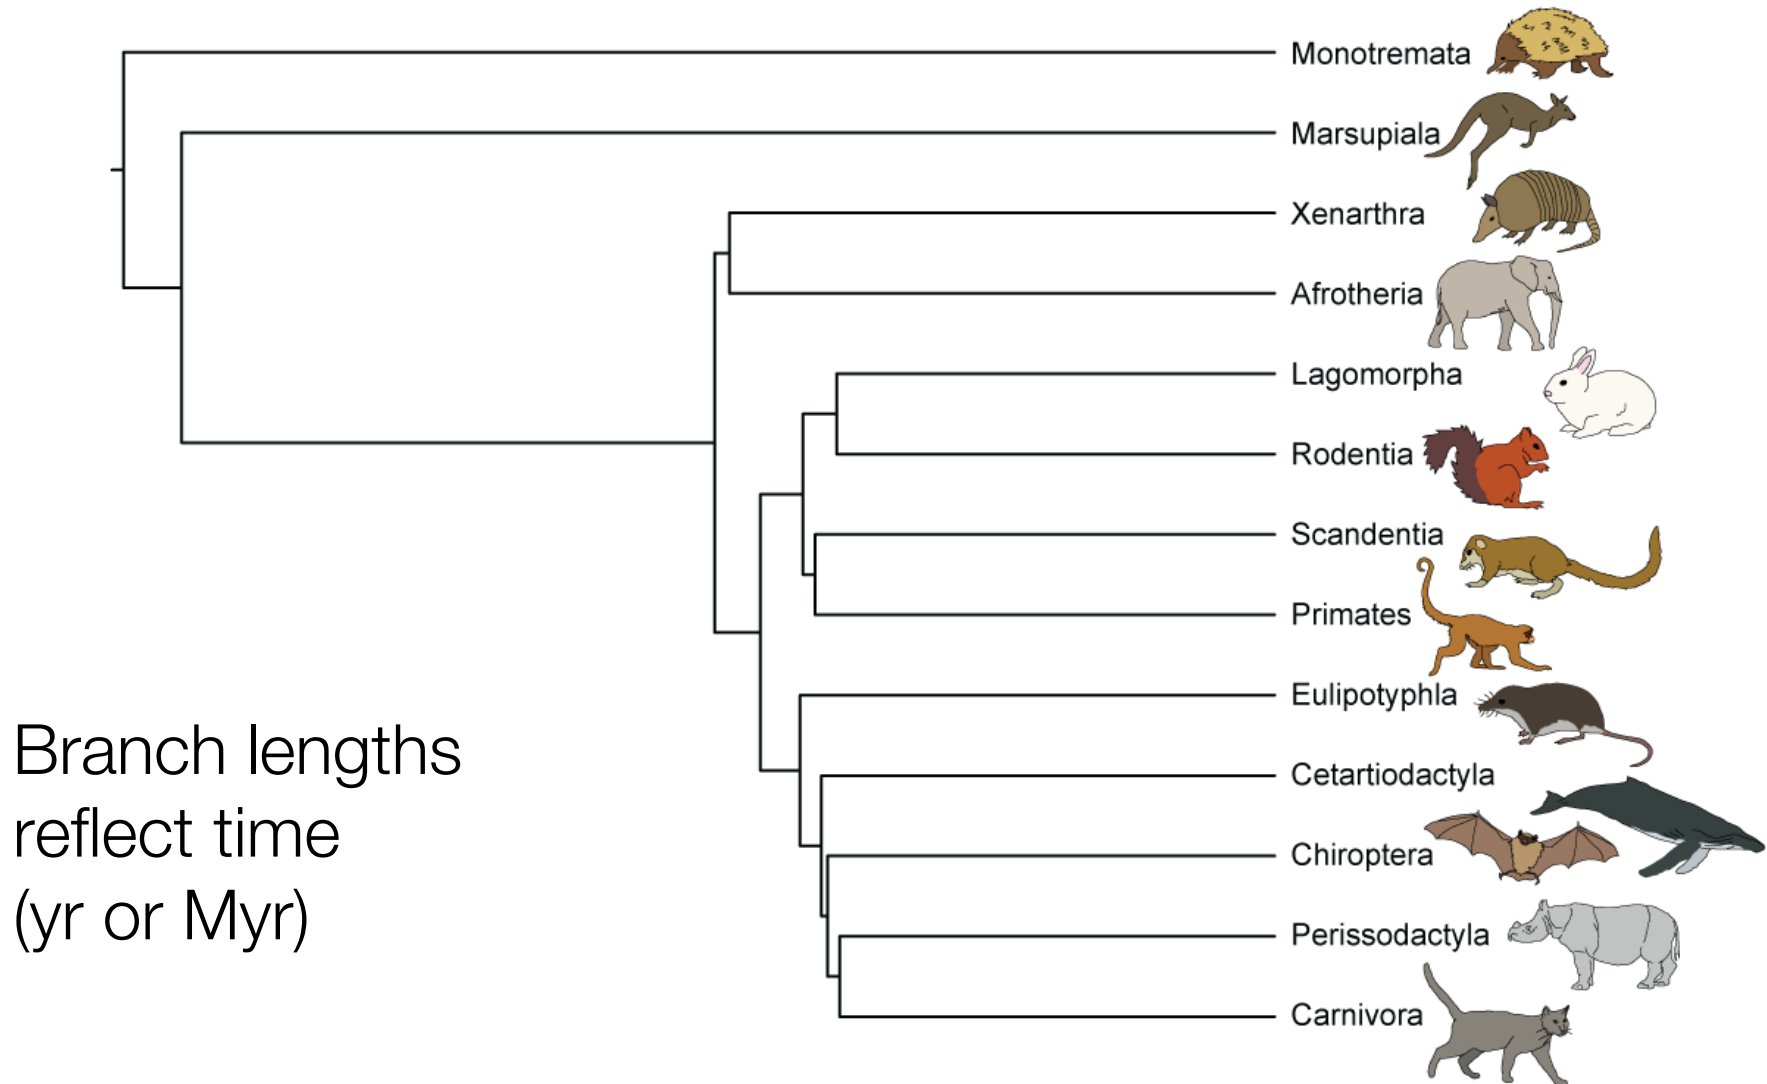 Monotremata
Marsupiala
Xenarthra
Afrotheria
Lagomorpha
Rodentia
Scandentia
Primates
Eulipotyphla
Cetartiodactyla
Chiroptera
Perissodactyla
Carnivora
Branch lengths
reflect time
(yr or Myr)